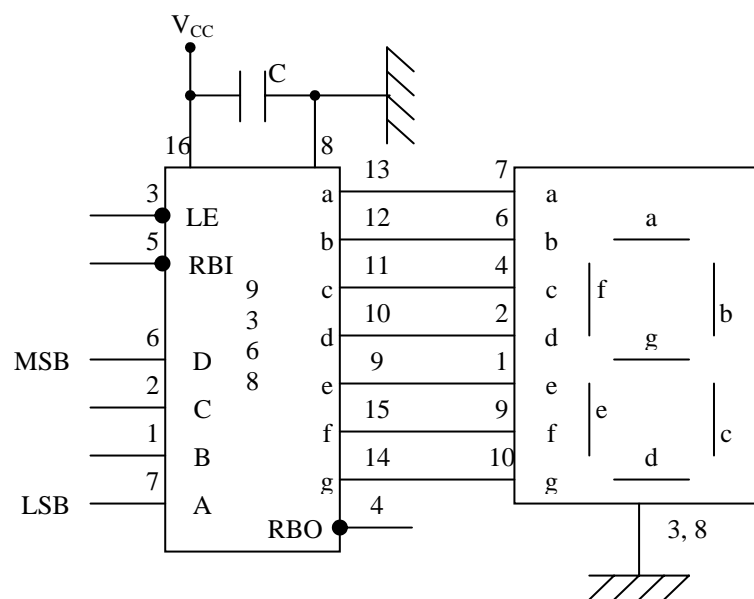 VCC
C
16 8
13 7
3 a a a
LE 12 6
5 b b
RBI 11 4 f b
9 c c
3 10 2
6 6 d d g
MSB D 9 1
2 8 e e e
C 15 9 c
1 f f
B 14 10 d
7 g g
LSB A 4
RBO 3, 8